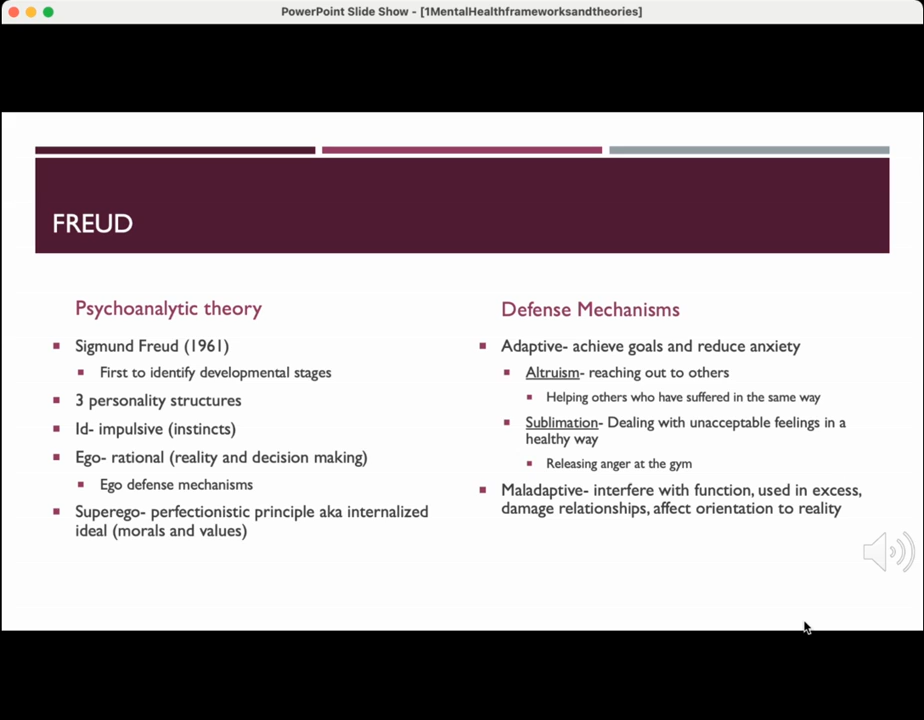 PowerPoint Slide Show - [1MentalHealthframeworksandtheories]
FREUD
Psychoanalytic theory
Sigmund Freud (1961)
First to identify developmental stages
3 personality structures
Id- impulsive (instincts)
Ego- rational (reality and decision making)
Ego defense mechanisms
Superego- perfectionistic principle aka internalized
ideal (morals and values)
Defense Mechanisms
Adaptive- achieve goals and reduce anxiety
Altruism- reaching out to others
Helping others who have suffered in the same way
Sublimation- Dealing with unacceptable feelings in a
healthy way
Releasing anger at the gym
Maladaptive- interfere with function, used in excess,
damage relationships, affect orientation to reality